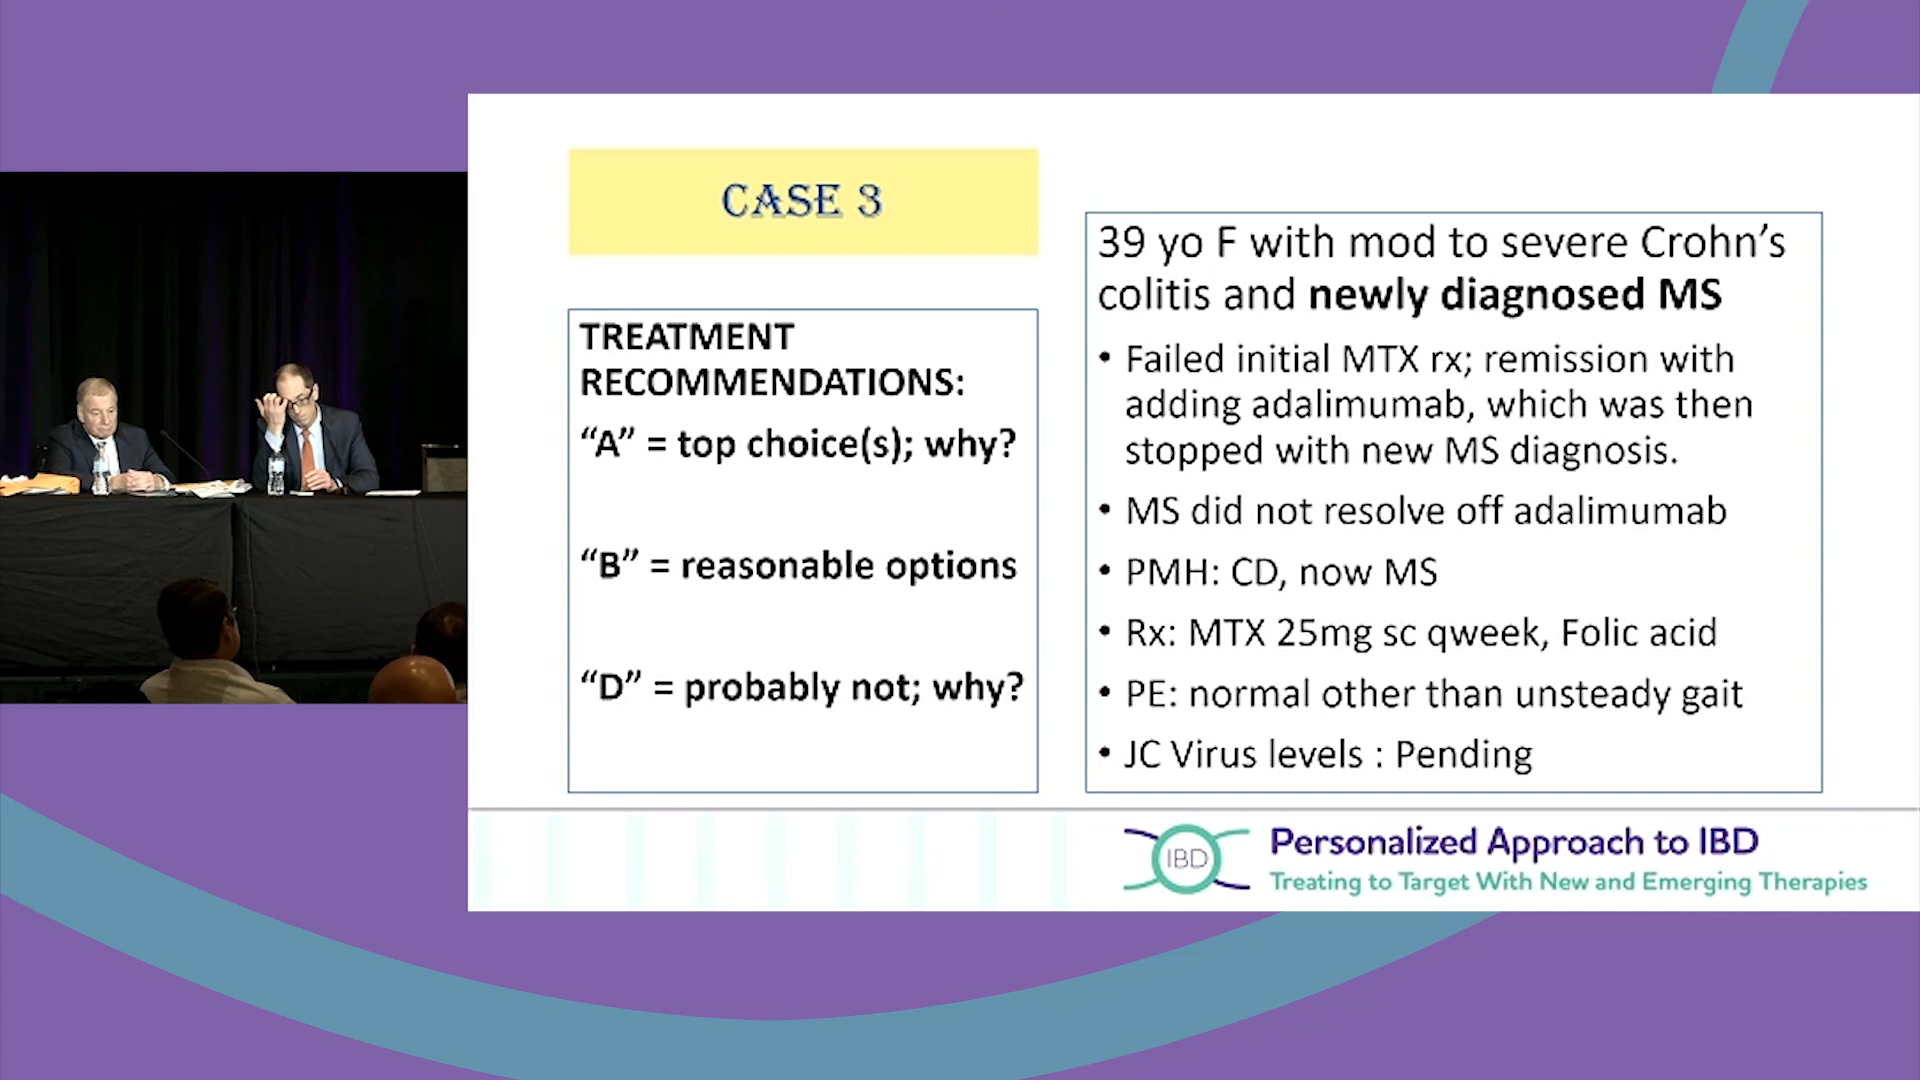 CASE 3
TREATMENT
RECOMMENDATIONS:
“A” = top choice(s); why?
“B” = reasonable options
“D” = probably not; why?
39 yo F with mod to severe Crohn’s
colitis and newly diagnosed MS
• Failed initial MTX rx; remission with
adding adalimumab, which was then
stopped with new MS diagnosis.
• MS did not resolve off adalimumab
• PMH: CD, now MS
• Rx: MTX 25mg sc qweek, Folic acid
• PE: normal other than unsteady gait
• JC Virus levels : Pending
IBD
Personalized Approach to IBD
Treating to Target With New and Emerging Therapies